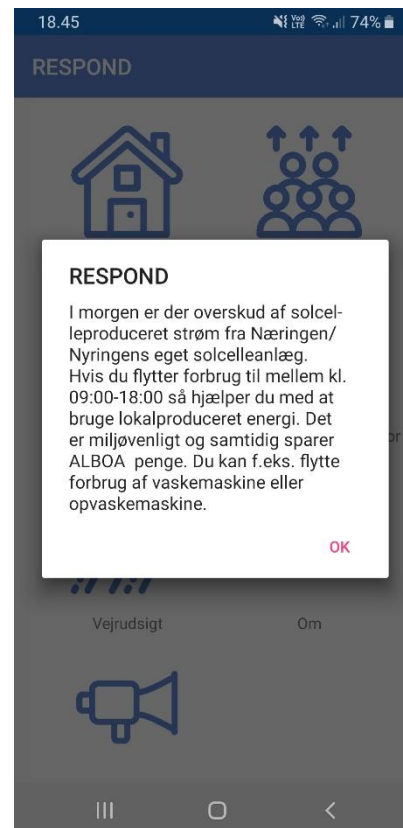 18.45
Vo))
LTE
74%
RESPOND
RESPOND
I morgen er der overskud af solcel-
leproduceret strøm fra Næringen/
Nyringens eget solcelleanlæg.
Hvis du flytter forbrug til mellem kl.
09:00-18:00 så hjælper du med at
bruge lokalproduceret energi. Det
er miljøvenligt og samtidig sparer
ALBOA  penge. Du kan f.eks. flytte
forbrug af vaskemaskine eller
opvaskemaskine.
OK
Vejrudsigt
Om